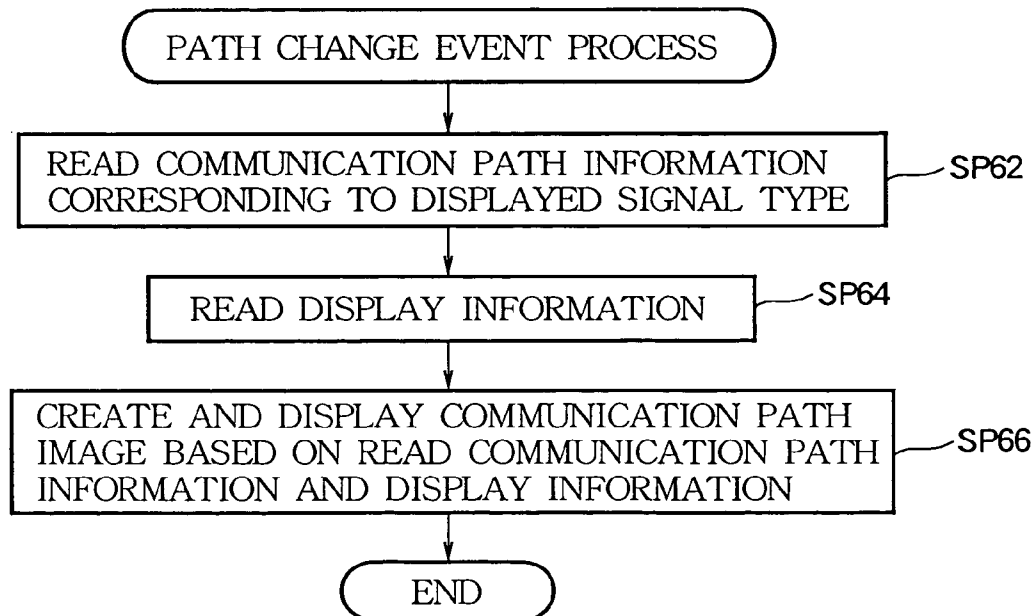 PATH CHANGE EVENT PROCESS
READ COMMUNICATION PATH INFORMATION
CORRESPONDING TO DISPLAYED SIGNAL TYPE
SP62
READ DISPLAY INFORMATION
SP64
CREATE AND DISPLAY COMMUNICATION PATH
IMAGE BASED ON READ COMMUNICATION PATH
INFORMATION AND DISPLAY INFORMATION
SP66
END